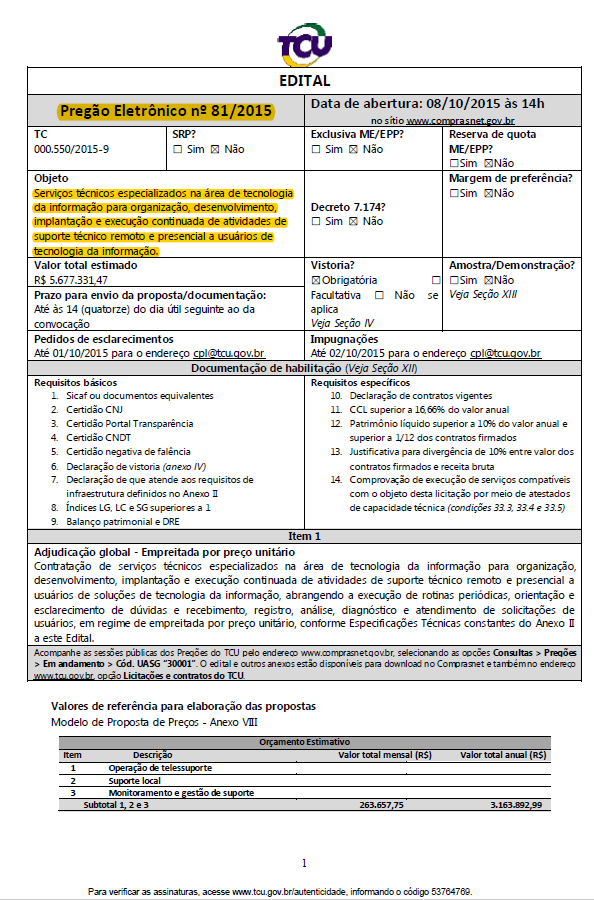 TCU
EDITAL
Pregão Eletrônico nº 81/2015
Data de abertura: 08/10/2015 às 14h
no sítio www.comprasnet.gov.br
TC
000.550/2015-9
SRP?
☐ Sim ☒ Não
Exclusiva ME/EPP?
☐ Sim ☒ Não
Reserva de quota
ME/EPP?
☐Sim ☒Não
Objeto
Serviços técnicos especializados na área de tecnologia
da informação para organização, desenvolvimento,
implantação e execução continuada de atividades de
suporte técnico remoto e presencial a usuários de
tecnologia da informação.
Decreto 7.174?
☐ Sim ☒ Não
Margem de preferência?
☐Sim ☒Não
Valor total estimado
R$ 5.677.331,47
Prazo para envio da proposta/documentação:
Até às 14 (quatorze) do dia útil seguinte ao da
convocação
Vistoria?
☒Obrigatória ☐
Facultativa ☐ Não se
aplica
Veja Seção IV
Amostra/Demonstração?
☐Sim ☒Não
Veja Seção XIII
Pedidos de esclarecimentos
Até 01/10/2015 para o endereço cpl@tcu.gov.br
Impugnações
Até 02/10/2015 para o endereço cpl@tcu.gov.br
Documentação de habilitação (Veja Seção XII)
Requisitos básicos
1. Sicaf ou documentos equivalentes
2. Certidão CNJ
3. Certidão Portal Transparência
4. Certidão CNDT
5. Certidão negativa de falência
6. Declaração de vistoria (anexo IV)
7. Declaração de que atende aos requisitos de
infraestrutura definidos no Anexo II
8. Índices LG, LC e SG superiores a 1
9. Balanço patrimonial e DRE
Requisitos específicos
10. Declaração de contratos vigentes
11. CCL superior a 16,66% do valor anual
12. Patrimônio líquido superior a 10% do valor anual e
superior a 1/12 dos contratos firmados
13. Justificativa para divergência de 10% entre valor dos
contratos firmados e receita bruta
14. Comprovação de execução de serviços compatíveis
com o objeto desta licitação por meio de atestados
de capacidade técnica (condições 33.3, 33.4 e 33.5)
Item 1
Adjudicação global - Empreitada por preço unitário
Contratação de serviços técnicos especializados na área de tecnologia da informação para organização,
desenvolvimento, implantação e execução continuada de atividades de suporte técnico remoto e presencial a
usuários de soluções de tecnologia da informação, abrangendo a execução de rotinas periódicas, orientação e
esclarecimento de dúvidas e recebimento, registro, análise, diagnóstico e atendimento de solicitações de
usuários, em regime de empreitada por preço unitário, conforme Especificações Técnicas constantes do Anexo II
a este Edital.
Acompanhe as sessões públicas dos Pregões do TCU pelo endereço www.comprasnet.gov.br, selecionando as opções Consultas > Pregões
> Em andamento > Cód. UASG "30001". O edital e outros anexos estão disponíveis para download no Comprasnet e também no endereço
www.tcu.gov.br, opção Licitações e contratos do TCU.
Valores de referência para elaboração das propostas
Modelo de Proposta de Preços - Anexo VIII
Orçamento Estimativo
Item Descrição Valor total mensal (R$) Valor total anual (R$)
1 Operação de telessuporte
2 Suporte local
3 Monitoramento e gestão de suporte
Subtotal 1, 2 e 3 263.657,75 3.163.892,99
1
Para verificar as assinaturas, acesse www.tcu.gov.br/autenticidade, informando o código 53764769.